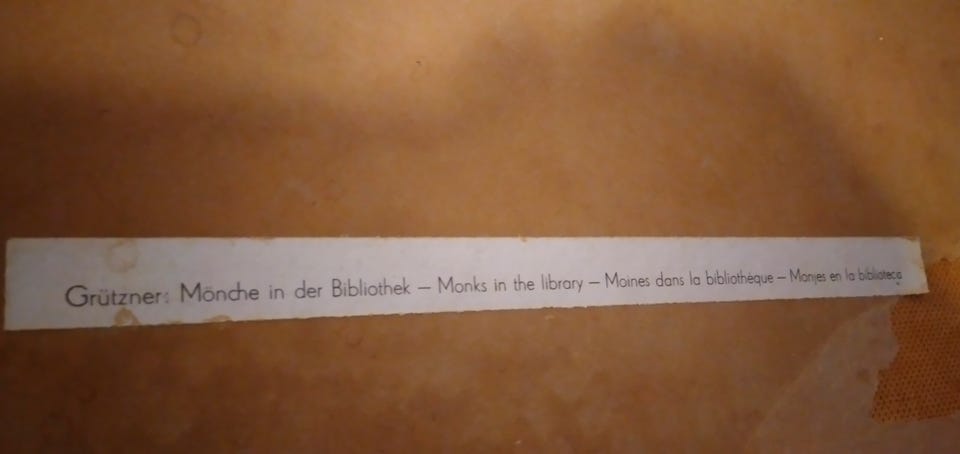 Grützner: Mönche in der Bibliothek – Monks in the library – Moines dans la bibliothèque – Monjes en la biblioteca